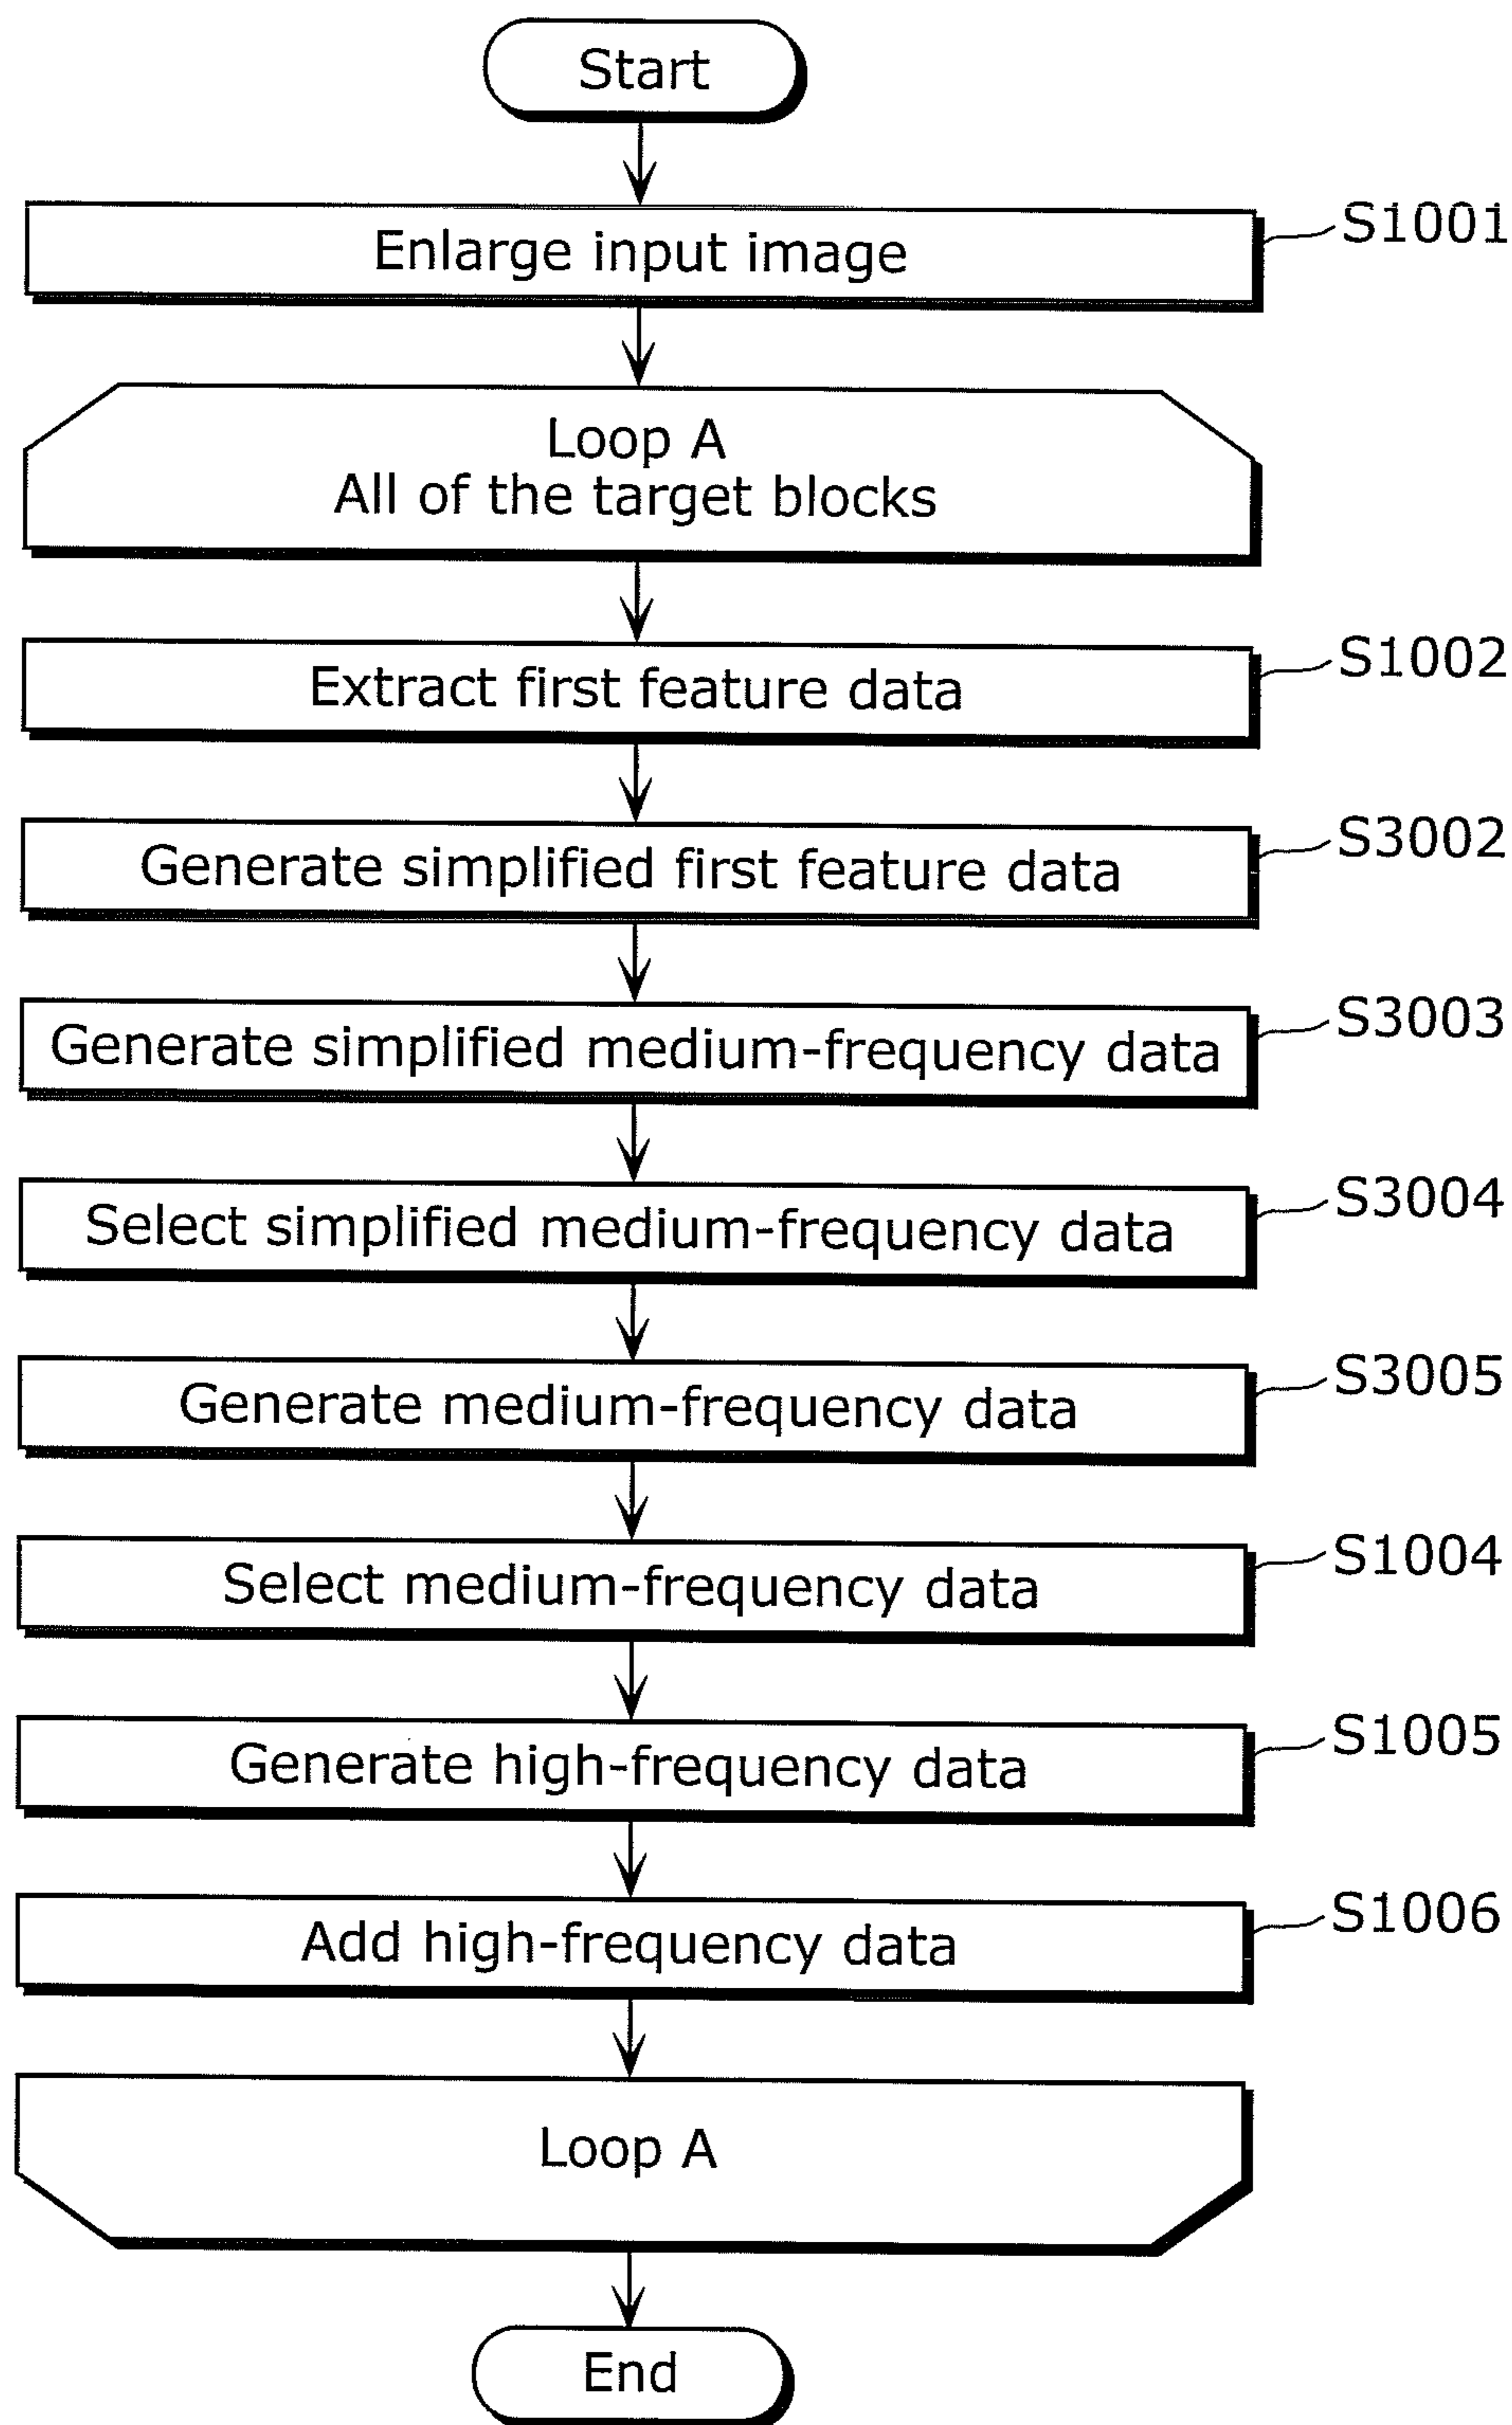 Start
Enlarge input image
S1001
Loop A
All of the target blocks
Extract first feature data
S1002
Generate simplified first feature data
S3002
Generate simplified medium-frequency data
S3003
Select simplified medium-frequency data
S3004
Generate medium-frequency data
S3005
Select medium-frequency data
S1004
Generate high-frequency data
S1005
Add high-frequency data
S1006
Loop A
End